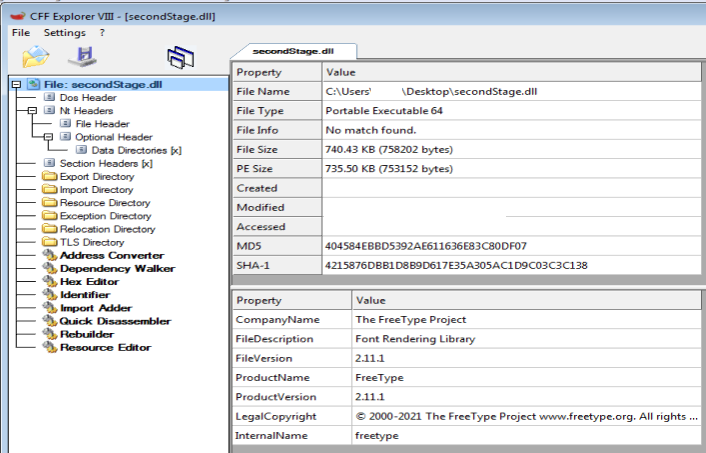 CFF Explorer VIII - [secondStage.dll]
File Settings ?
secondStage.dll
File: secondStage.dll
Dos Header
Nt Headers
File Header
Optional Header
Data Directories [x]
Section Headers [x]
Export Directory
Import Directory
Resource Directory
Exception Directory
Relocation Directory
TLS Directory
Address Converter
Dependency Walker
Hex Editor
Identifier
Import Adder
Quick Disassembler
Rebuilder
Resource Editor
Property Value
File Name C:\Users' \Desktop\secondStage.dll
File Type Portable Executable 64
File Info No match found.
File Size 740.43 KB (758202 bytes)
PE Size 735.50 KB (753152 bytes)
Created
Modified
Accessed
MD5 404584EBBD5392AE611636E83C80DF07
SHA-1 4215876DBB1D8B9D617E35A305AC1D9C03C3C138
Property Value
CompanyName The FreeType Project
FileDescription Font Rendering Library
FileVersion 2.11.1
ProductName FreeType
ProductVersion 2.11.1
LegalCopyright © 2000-2021 The FreeType Project www.freetype.org. All rights ...
InternalName freetype